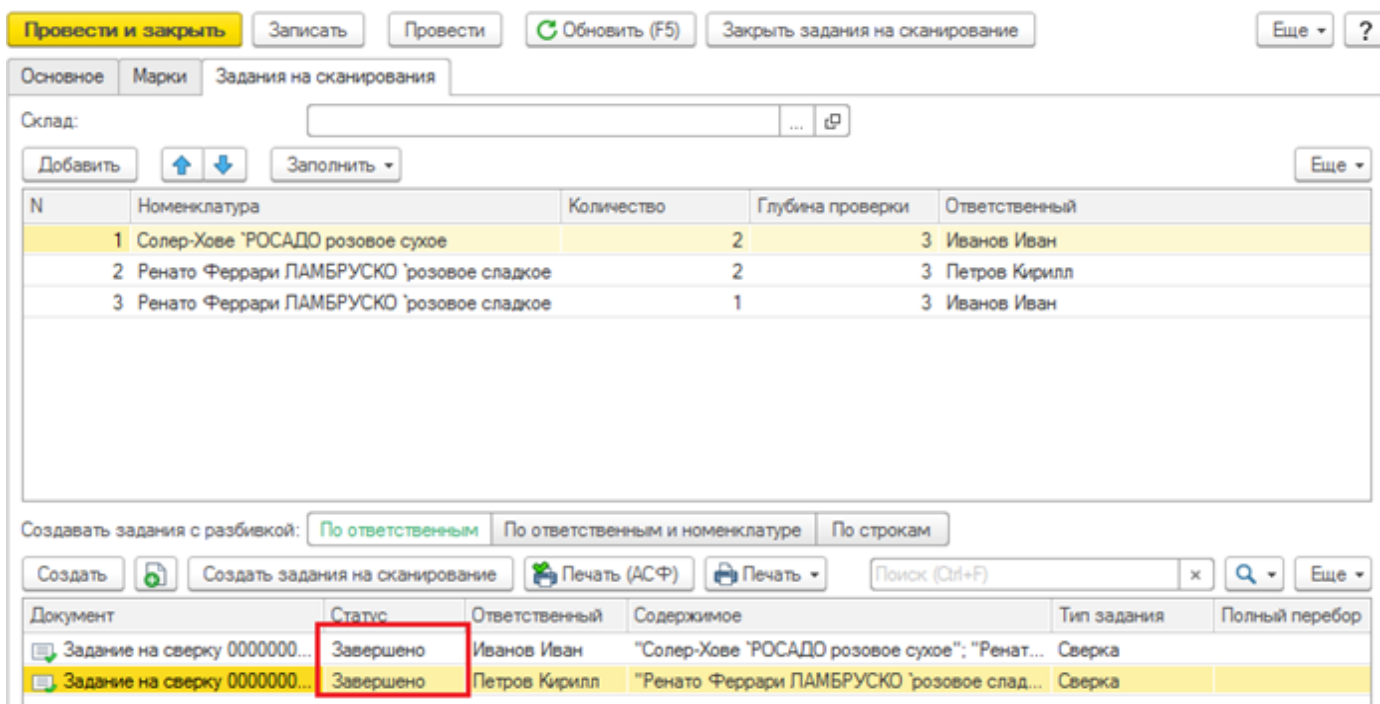 Провести и закрыть Записать Провести Обновить (F5) Закрыть задания на сканирование Еще ?
Основное Марки Задания на сканирования
Склад: ...
Добавить Заполнить Еще
N Номенклатура Количество Глубина проверки Ответственный
1 Солер-Хове `РОСАДО розовое сухое 2 3 Иванов Иван
2 Ренато Феррари ЛАМБРУСКО `розовое сладкое 2 3 Петров Кирилл
3 Ренато Феррари ЛАМБРУСКО `розовое сладкое 1 3 Иванов Иван
Создавать задания с разбивкой: По ответственным По ответственным и номенклатуре По строкам
Создать Создать задания на сканирование Печать (АСФ) Печать Поиск (Ctrl+F) x Еще
Документ Статус Ответственный Содержимое Тип задания Полный перебор
Задание на сверку 0000000... Завершено Иванов Иван "Солер-Хове `РОСАДО розовое сухое"; "Ренат... Сверка
Задание на сверку 0000000... Завершено Петров Кирилл "Ренато Феррари ЛАМБРУСКО `розовое слад... Сверка